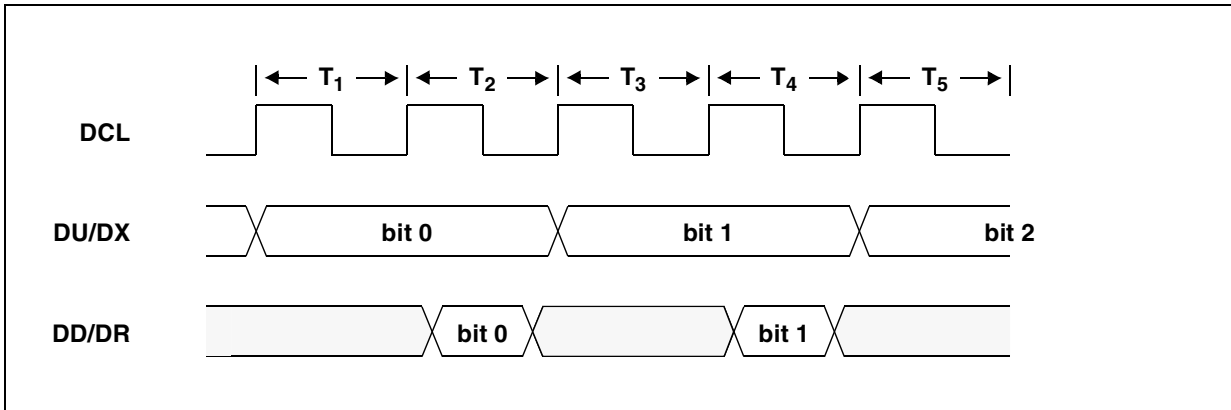 T1 T2 T3 T4 T5
DCL
DU/DX bit 0 bit 1 bit 2
DD/DR bit 0 bit 1